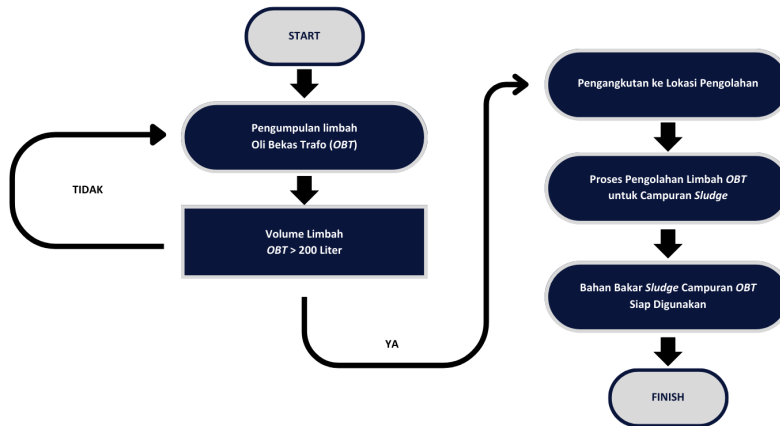 START
Pengumpulan limbah
Oli Bekas Trafo (OBT)
TIDAK
Volume Limbah
OBT > 200 Liter
YA
Pengangkutan ke Lokasi Pengolahan
Proses Pengolahan Limbah OBT
untuk Campuran Sludge
Bahan Bakar Sludge Campuran OBT
Siap Digunakan
FINISH